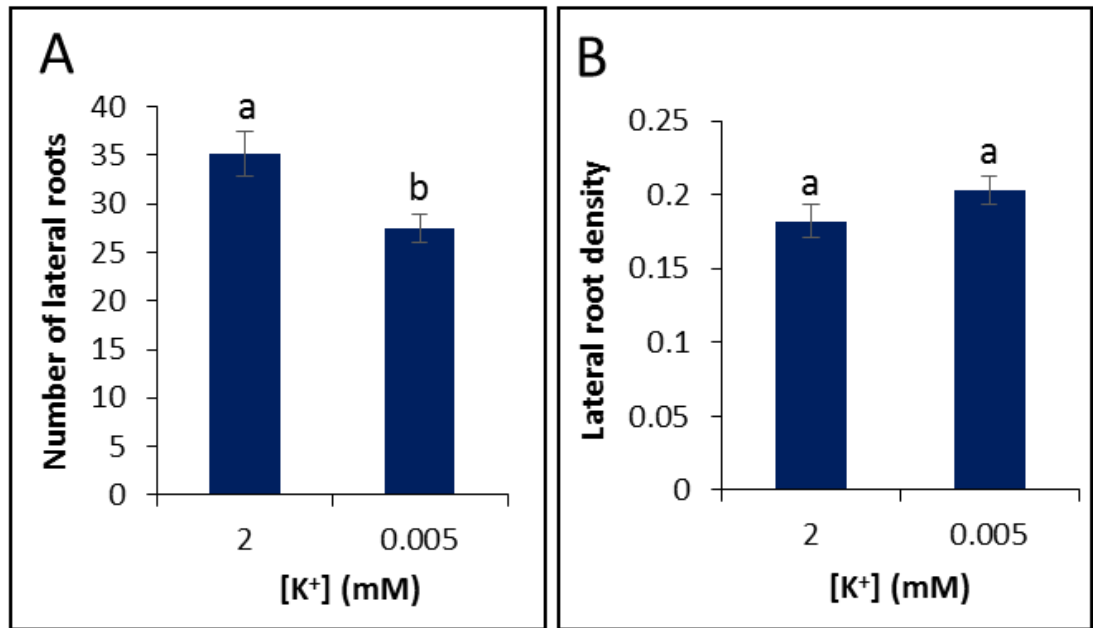 A
Number of lateral roots
40
35
30
25
20
15
10
5
0
a
b
2 0.005
[K⁺] (mM)
B
Lateral root density
0.25
0.2
0.15
0.1
0.05
0
a
a
2 0.005
[K⁺] (mM)